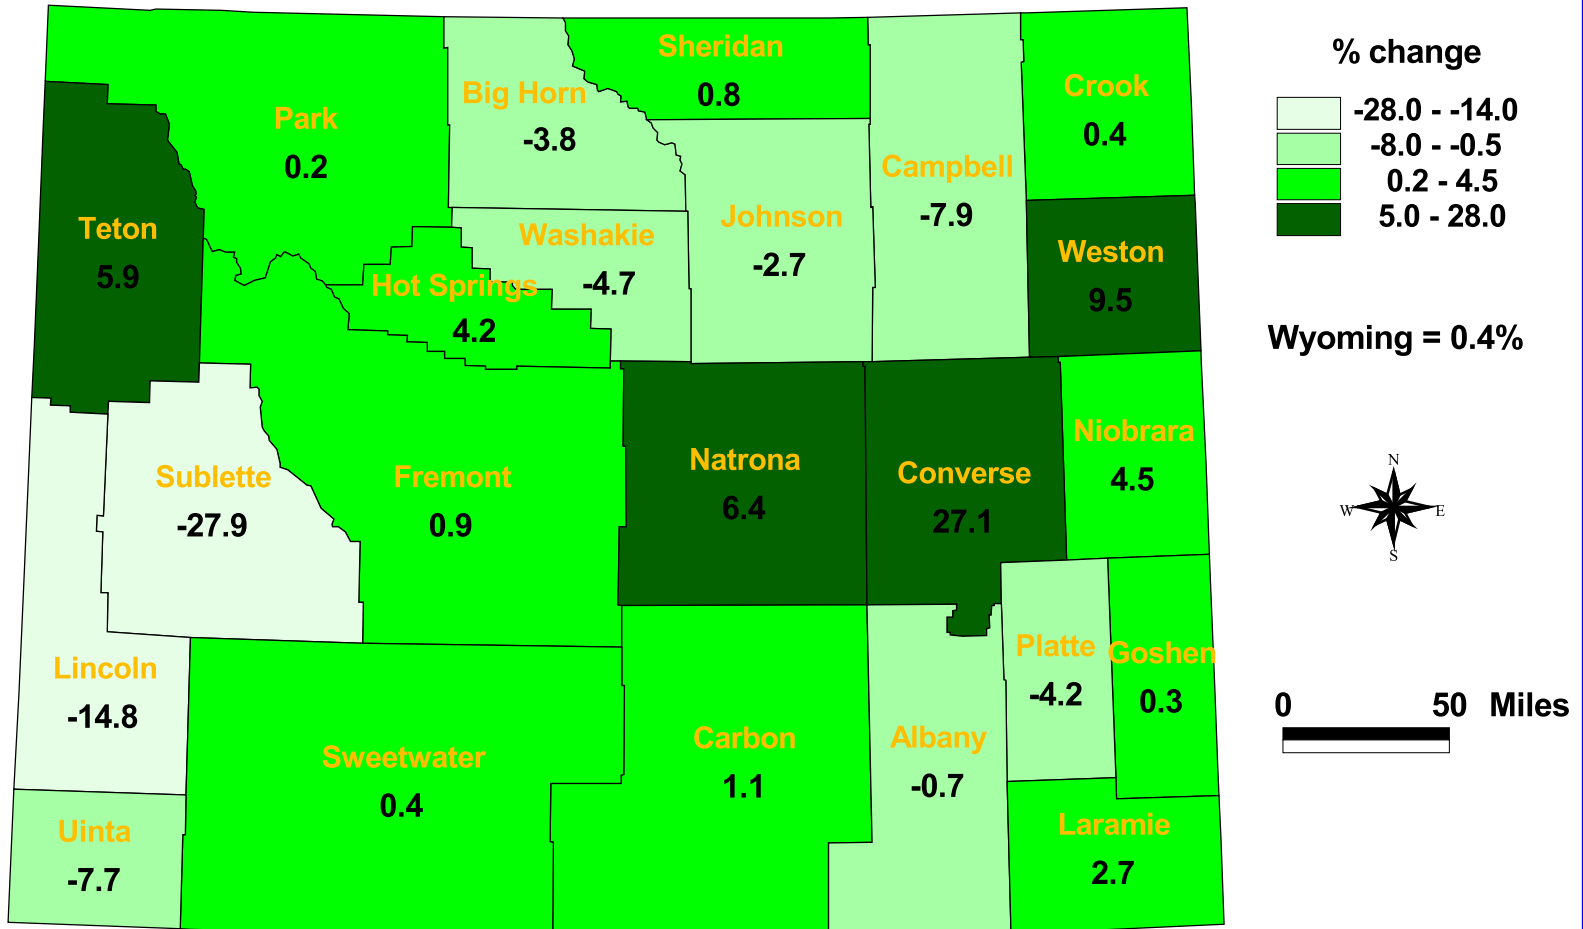 Sheridan
0.8
Big Horn
-3.8
Crook
0.4
Park
0.2
Campbell
-7.9
Johnson
-2.7
Teton
5.9
Washakie
-4.7
Weston
9.5
Hot Springs
4.2
Niobrara
4.5
Natrona
6.4
Converse
27.1
Sublette
-27.9
Fremont
0.9
Platte
-4.2
Goshen
0.3
Lincoln
-14.8
Carbon
1.1
Albany
-0.7
Sweetwater
0.4
Uinta
-7.7
Laramie
2.7
% change
-28.0 - -14.0
-8.0 - -0.5
0.2 - 4.5
5.0 - 28.0
Wyoming = 0.4%
N
W E
S
0 50 Miles